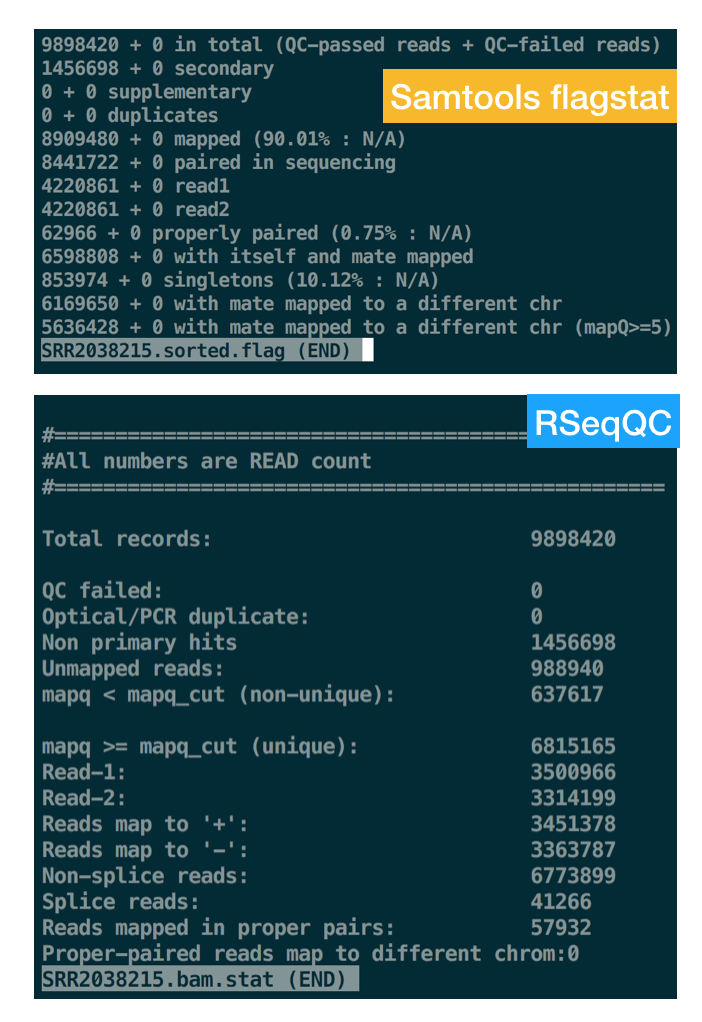 9898420 + 0 in total (QC-passed reads + QC-failed reads)
1456698 + 0 secondary
0 + 0 supplementary
Samtools flagstat
0 + 0 duplicates
8909480 + 0 mapped (90.01% : N/A)
8441722 + 0 paired in sequencing
4220861 + 0 read1
4220861 + 0 read2
62966 + 0 properly paired (0.75% : N/A)
6598808 + 0 with itself and mate mapped
853974 + 0 singletons (10.12% : N/A)
6169650 + 0 with mate mapped to a different chr
5636428 + 0 with mate mapped to a different chr (mapQ>=5)
SRR2038215.sorted.flag (END)
RSeqQC
#==================================================
#All numbers are READ count
#==================================================
Total records: 9898420
QC failed: 0
Optical/PCR duplicate: 0
Non primary hits 1456698
Unmapped reads: 988940
mapq < mapq_cut (non-unique): 637617
mapq >= mapq_cut (unique): 6815165
Read-1: 3500966
Read-2: 3314199
Reads map to '+': 3451378
Reads map to '-': 3363787
Non-splice reads: 6773899
Splice reads: 41266
Reads mapped in proper pairs: 57932
Proper-paired reads map to different chrom:0
SRR2038215.bam.stat (END)